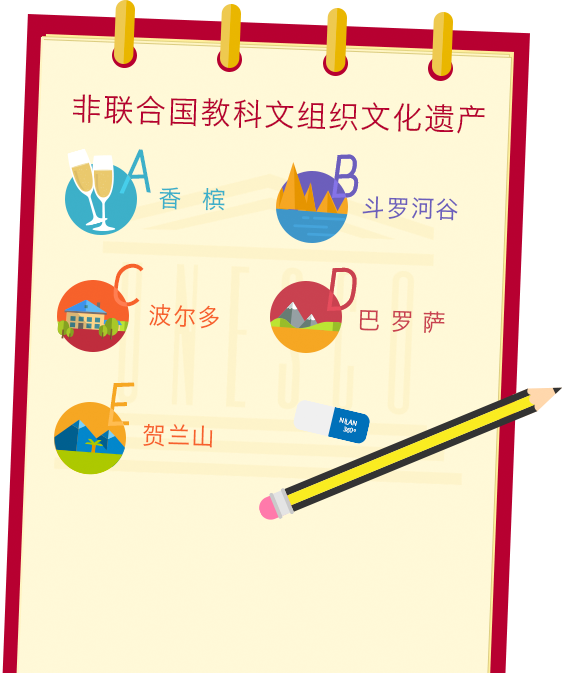 非联合国教科文组织文化遗产
A 香 槟
B 斗罗河谷
C 波尔多
D 巴 罗 萨
UNESCO
E 贺兰山
NILAN
360°